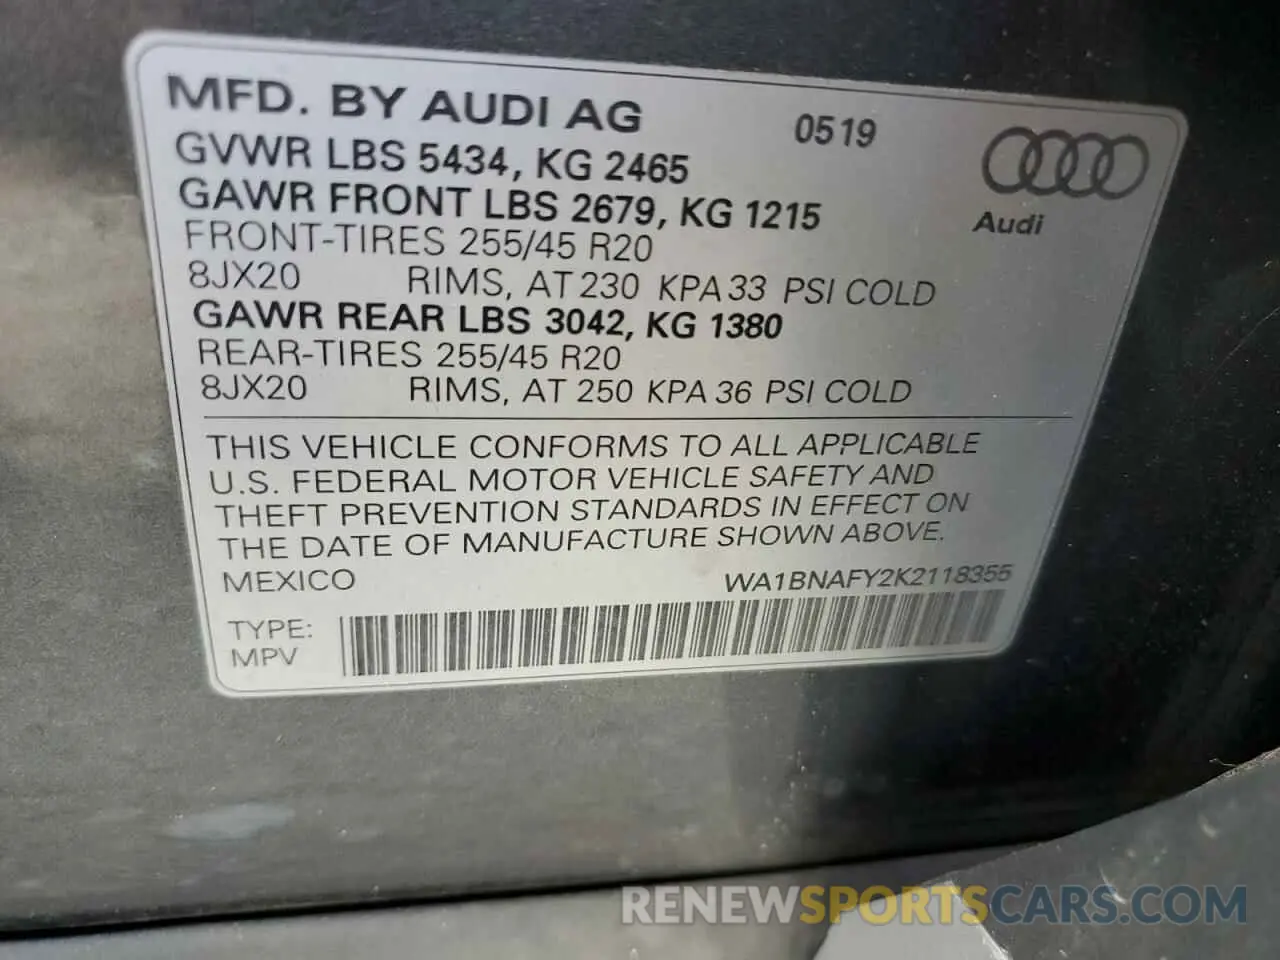 MFD. BY AUDI AG 0519
GVWR LBS 5434, KG 2465
GAWR FRONT LBS 2679, KG 1215
Audi
FRONT-TIRES 255/45 R20
8JX20 RIMS, AT 230 KPA 33 PSI COLD
GAWR REAR LBS 3042, KG 1380
REAR-TIRES 255/45 R20
8JX20 RIMS, AT 250 KPA 36 PSI COLD
THIS VEHICLE CONFORMS TO ALL APPLICABLE
U.S. FEDERAL MOTOR VEHICLE SAFETY AND
THEFT PREVENTION STANDARDS IN EFFECT ON
THE DATE OF MANUFACTURE SHOWN ABOVE.
MEXICO WA1BNAFY2K2118355
TYPE:
MPV
RENEWSPORTSCARS.COM